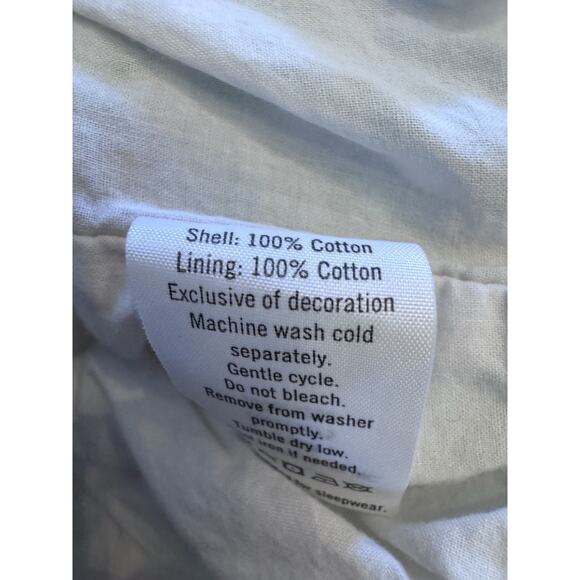 Shell: 100% Cotton
Lining: 100% Cotton
Exclusive of decoration
Machine wash cold
separately.
Gentle cycle.
Do not bleach.
Remove from washer
promptly.
Tumble dry low.
iron if needed.
for sleepwear.